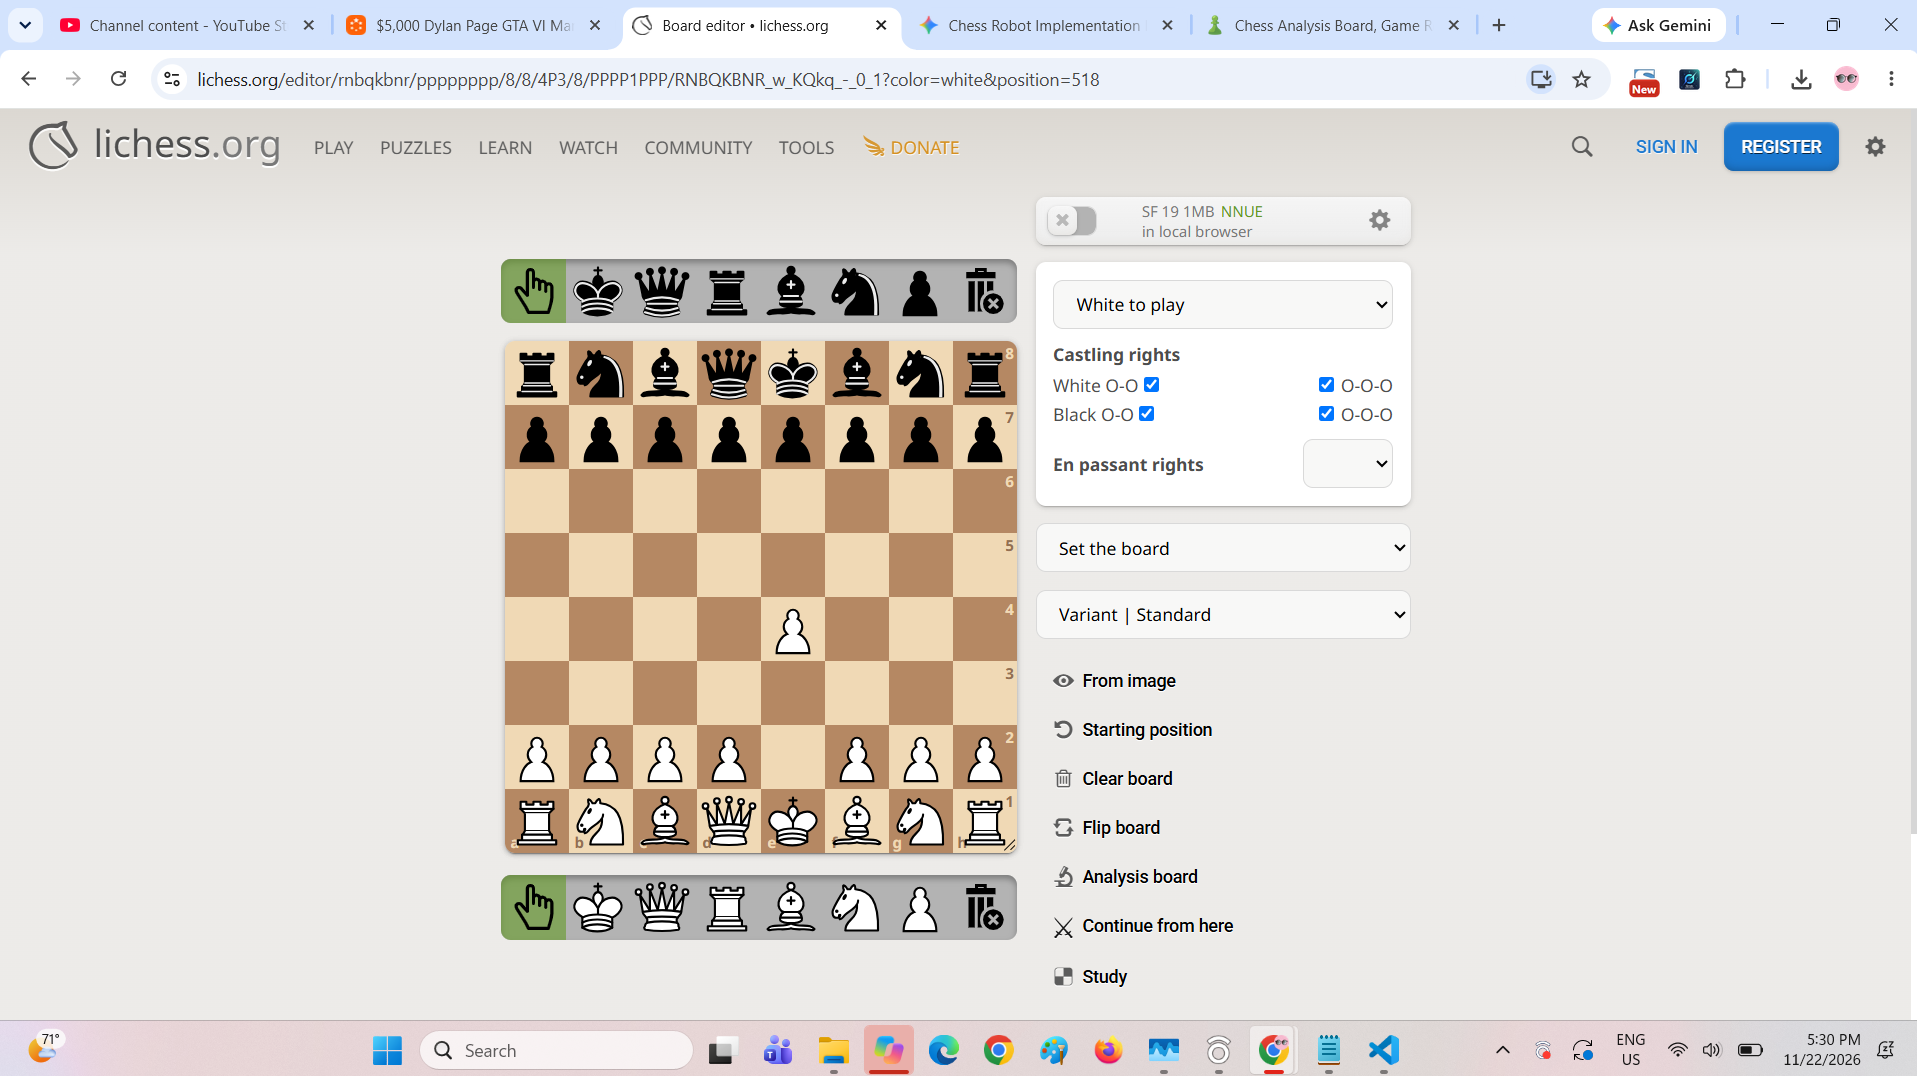 Channel content - YouTube St
$5,000 Dylan Page GTA VI Ma
Board editor • lichess.org
Chess Robot Implementation
Chess Analysis Board, Game R
Ask Gemini
lichess.org/editor/rnbqkbnr/pppppppp/8/8/4P3/8/PPPP1PPP/RNBQKBNR_w_KQkq_-_0_1?color=white&position=518
New
lichess.org
PLAY
PUZZLES
LEARN
WATCH
COMMUNITY
TOOLS
DONATE
SIGN IN
REGISTER
SF 19 1MB NNUE
in local browser
White to play
Castling rights
White O-O
O-O-O
Black O-O
O-O-O
En passant rights
Set the board
Variant | Standard
From image
Starting position
Clear board
Flip board
Analysis board
Continue from here
Study
8
7
6
5
4
3
2
1
a
b
c
d
e
f
g
h
71°
Search
ENG
US
5:30 PM
11/22/2026